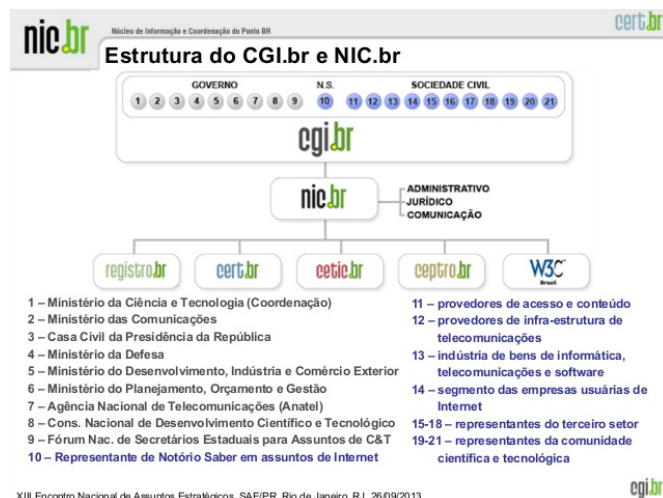 nic.br
Núcleo de Informação e Coordenação do Ponto BR
cert.br
Estrutura do CGI.br e NIC.br
GOVERNO N.S. SOCIEDADE CIVIL
1 2 3 4 5 6 7 8 9 10 11 12 13 14 15 16 17 18 19 20 21
cgi.br
nic.br
ADMINISTRATIVO
JURÍDICO
COMUNICAÇÃO
registro.br cert.br cetic.br ceptro.br W3C Brasil
1 – Ministério da Ciência e Tecnologia (Coordenação)
2 – Ministério das Comunicações
3 – Casa Civil da Presidência da República
4 – Ministério da Defesa
5 – Ministério do Desenvolvimento, Indústria e Comércio Exterior
6 – Ministério do Planejamento, Orçamento e Gestão
7 – Agência Nacional de Telecomunicações (Anatel)
8 – Cons. Nacional de Desenvolvimento Científico e Tecnológico
9 – Fórum Nac. de Secretários Estaduais para Assuntos de C&T
10 – Representante de Notório Saber em assuntos de Internet
11 – provedores de acesso e conteúdo
12 – provedores de infra-estrutura de
telecomunicações
13 – indústria de bens de informática,
telecomunicações e software
14 – segmento das empresas usuárias de
Internet
15-18 – representantes do terceiro setor
19-21 – representantes da comunidade
científica e tecnológica
XIII Encontro Nacional de Assuntos Estratégicos, SAE/PR, Rio de Janeiro, RJ, 26/09/2013
cgi.br